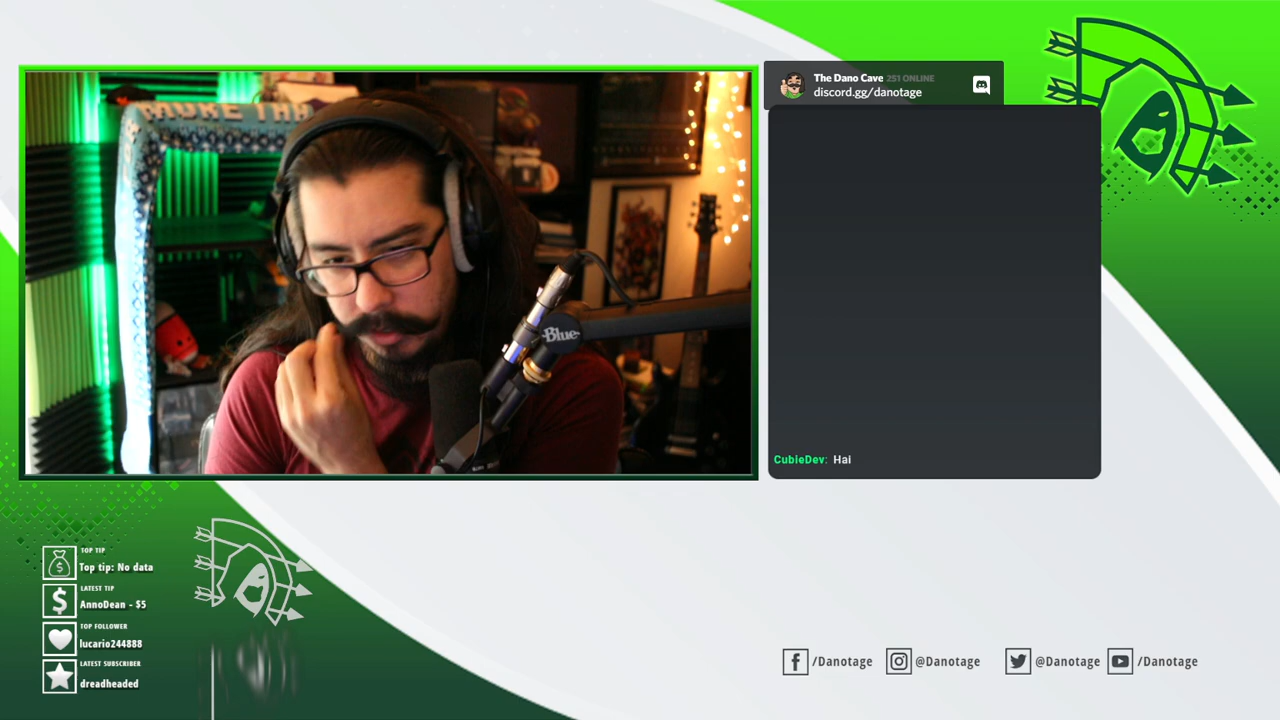 The Dano Cave 251 ONLINE
discord.gg/danotage
MORE THA
Blue
CubieDev: Hai
TOP TIP
Top tip: No data
LATEST TIP
AnnoDean - $5
TOP FOLLOWER
lucario244888
LATEST SUBSCRIBER
dreadheaded
/Danotage
@Danotage
@Danotage
/Danotage